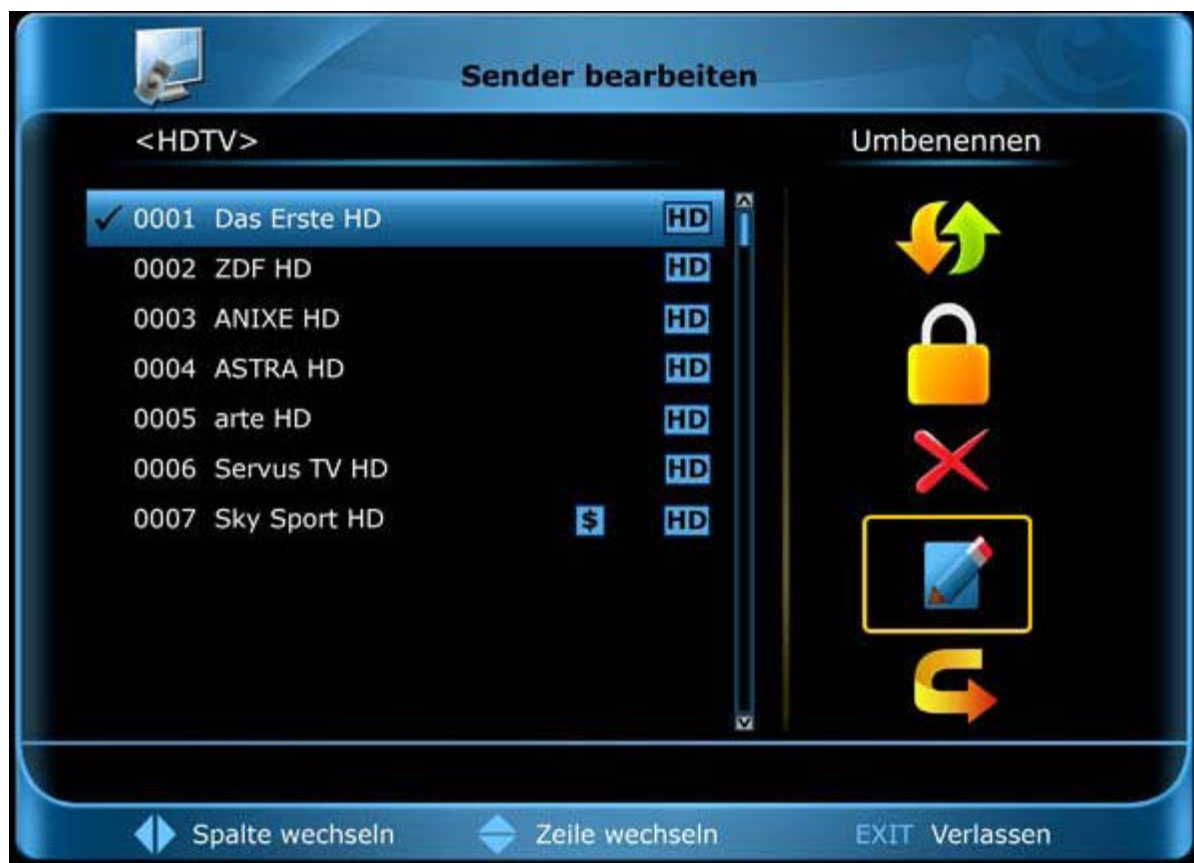 Sender bearbeiten
<HDTV> Umbenennen
0001 Das Erste HD HD
0002 ZDF HD HD
0003 ANIXE HD HD
0004 ASTRA HD HD
0005 arte HD HD
0006 Servus TV HD HD
0007 Sky Sport HD $ HD
Spalte wechseln Zeile wechseln EXIT Verlassen